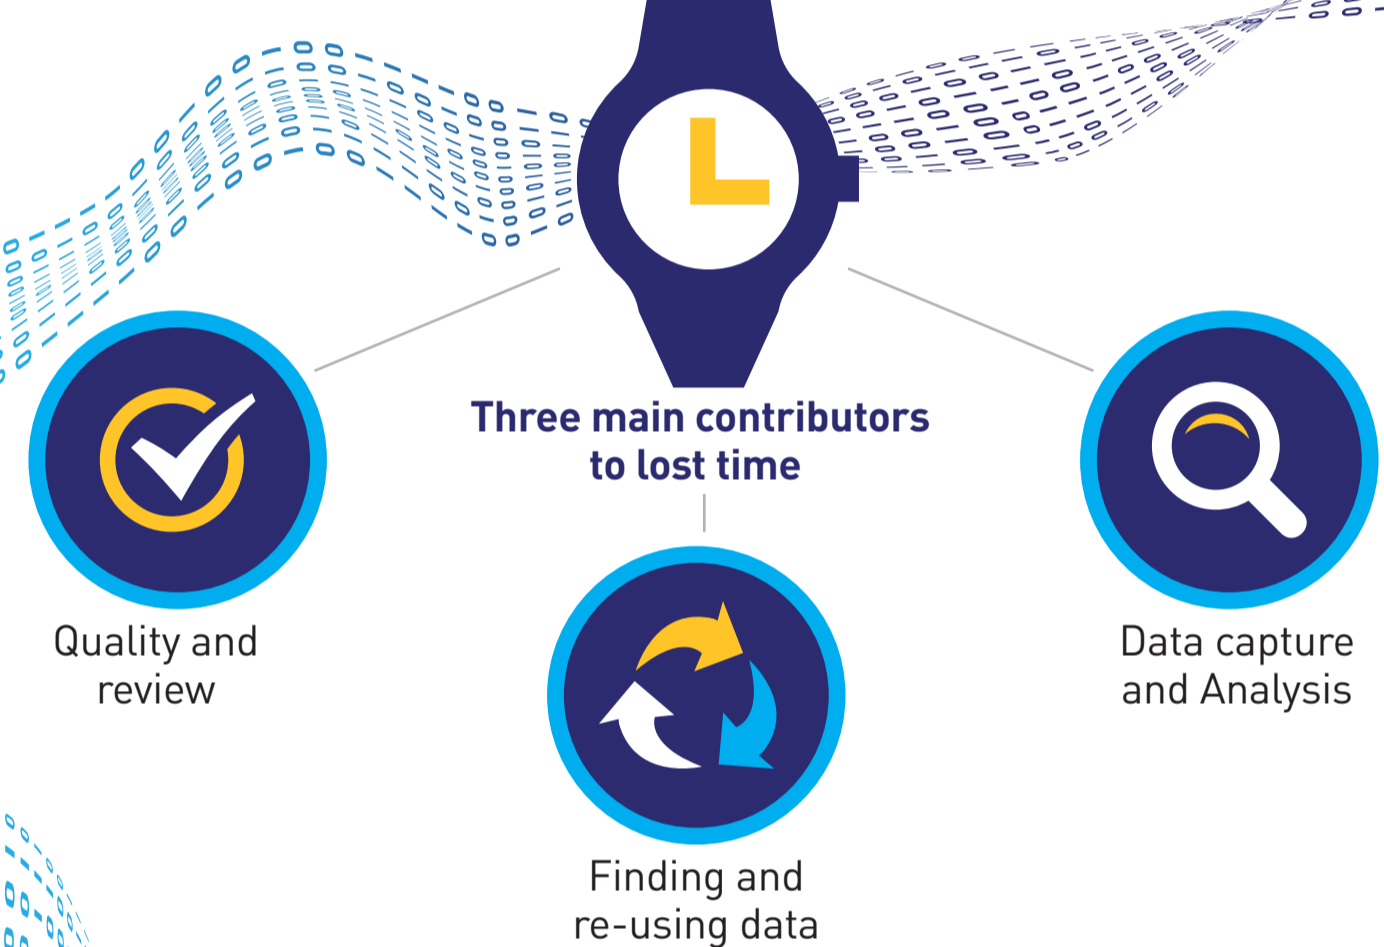 Three main contributors
to lost time
Quality and
review
Finding and
re-using data
Data capture
and Analysis